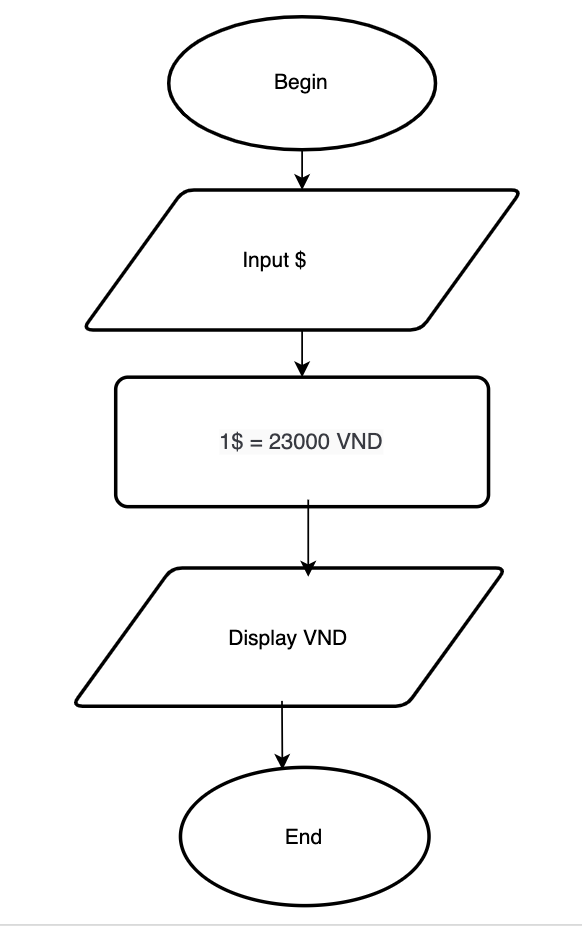 Begin
Input $
1$ = 23000 VND
Display VND
End